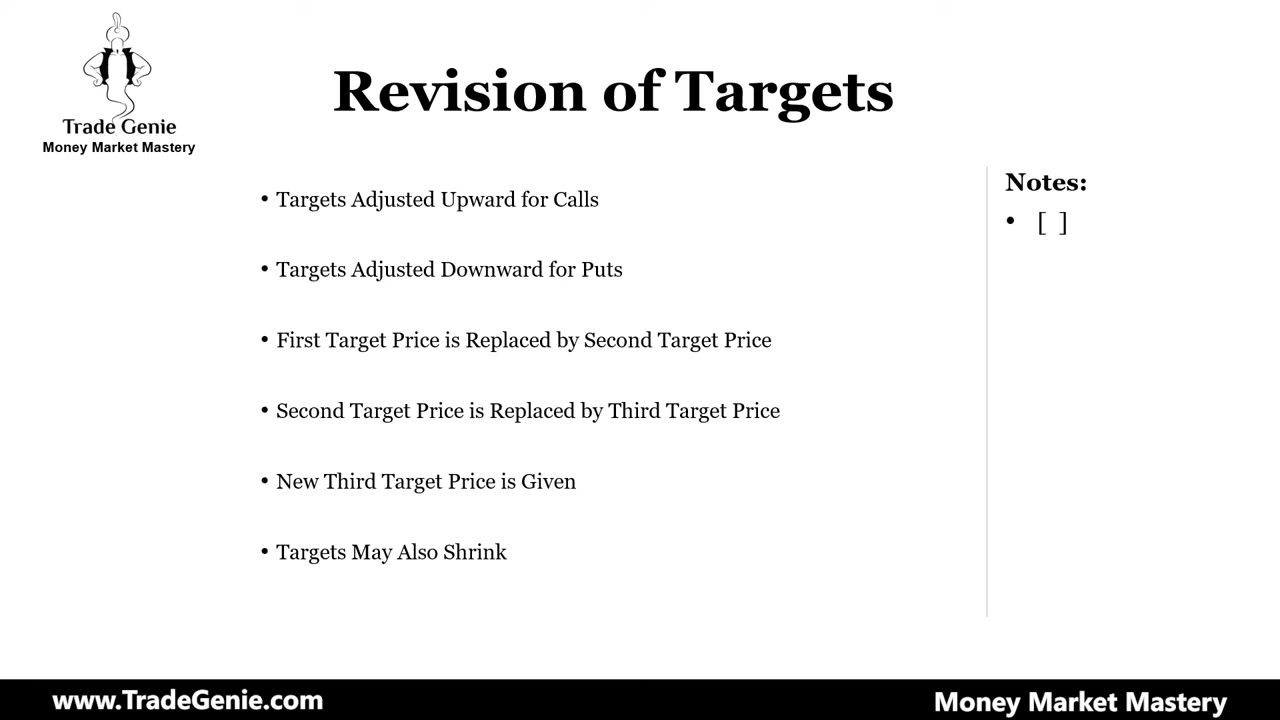 Trade Genie
Money Market Mastery
Revision of Targets
• Targets Adjusted Upward for Calls
• Targets Adjusted Downward for Puts
• First Target Price is Replaced by Second Target Price
• Second Target Price is Replaced by Third Target Price
• New Third Target Price is Given
• Targets May Also Shrink
Notes:
• [ ]
www.TradeGenie.com
Money Market Mastery